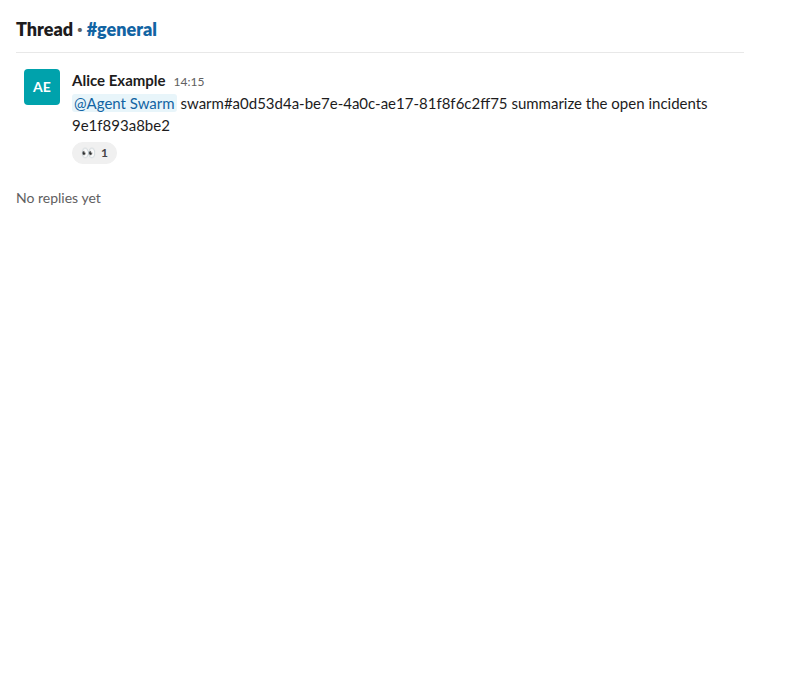 Thread • #general
AE
Alice Example 14:15
@Agent Swarm swarm#a0d53d4a-be7e-4a0c-ae17-81f8f6c2ff75 summarize the open incidents
9e1f893a8be2
👀 1
No replies yet